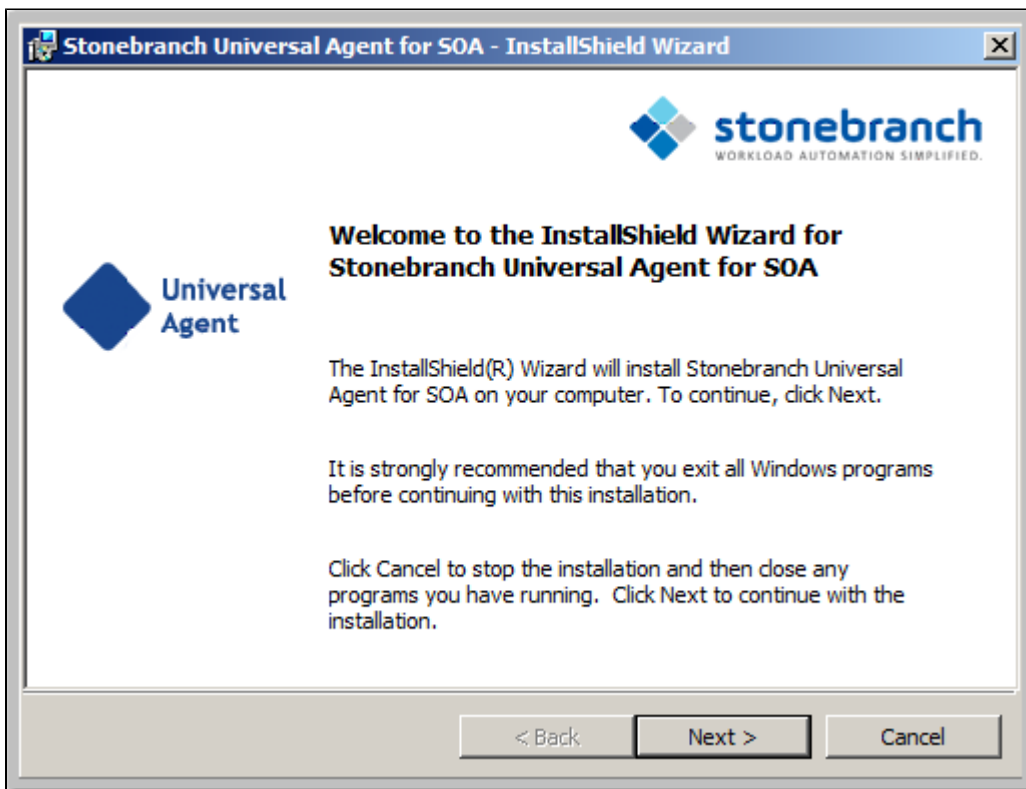 Stonebranch Universal Agent for SOA - InstallShield Wizard
stonebranch
WORKLOAD AUTOMATION SIMPLIFIED.
Welcome to the InstallShield Wizard for
Stonebranch Universal Agent for SOA
Universal
Agent
The InstallShield(R) Wizard will install Stonebranch Universal
Agent for SOA on your computer. To continue, click Next.
It is strongly recommended that you exit all Windows programs
before continuing with this installation.
Click Cancel to stop the installation and then close any
programs you have running.  Click Next to continue with the
installation.
< Back
Next >
Cancel